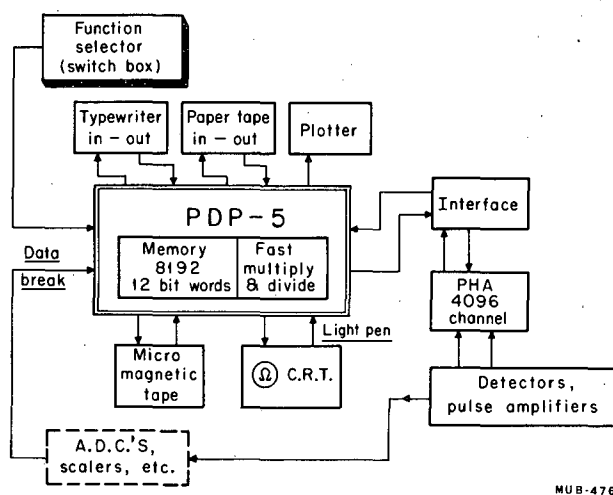 Function
selector
(switch box)
Typewriter
in - out
Paper tape
in - out
Plotter
PDP-5
Memory
8192
12 bit words
Fast
multiply
& divide
Interface
Data
break
PHA
4096
channel
Light pen
Micro
magnetic
tape
Ω C.R.T.
Detectors,
pulse amplifiers
A.D.C.'S,
scalers, etc.
MUB-476